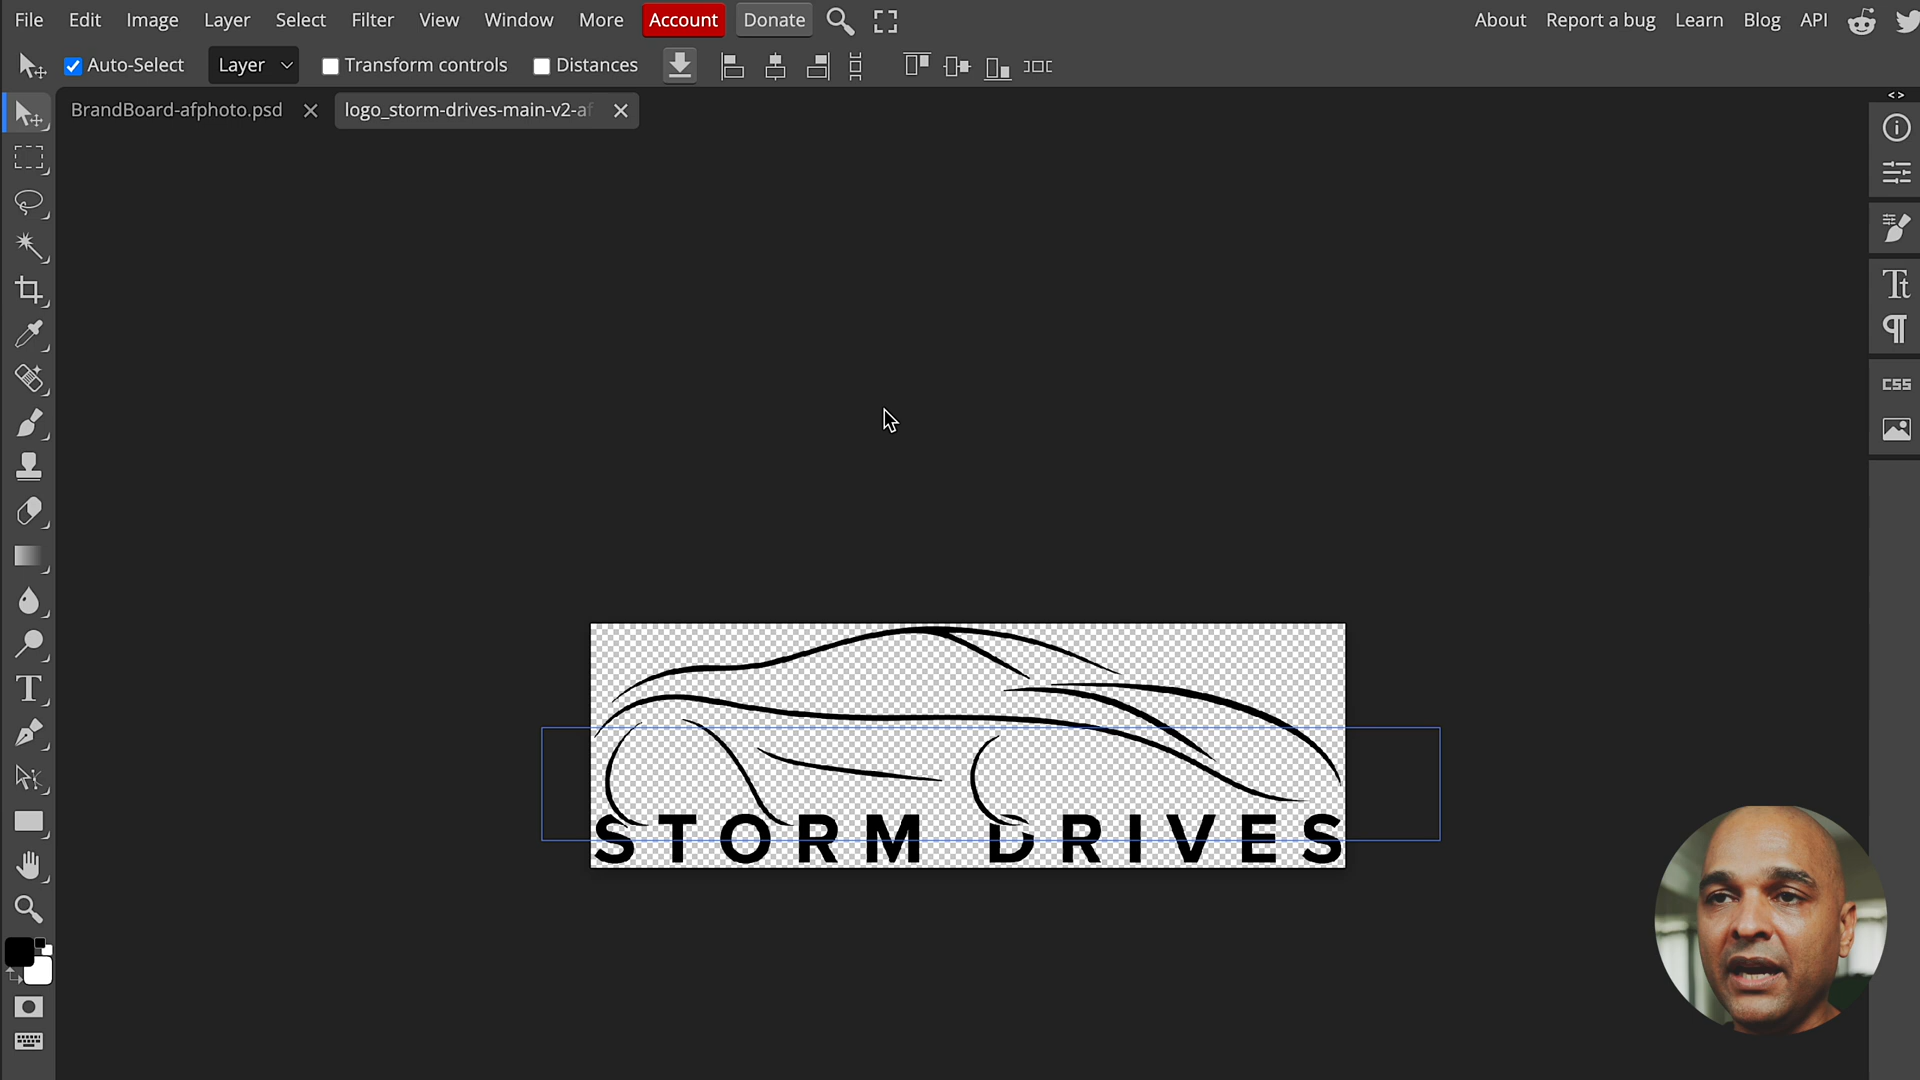 File Edit Image Layer Select Filter View Window More Account Donate About Report a bug Learn Blog API
Auto-Select Layer Transform controls Distances
BrandBoard-afphoto.psd logo_storm-drives-main-v2-af
CSS
STORM DRIVES